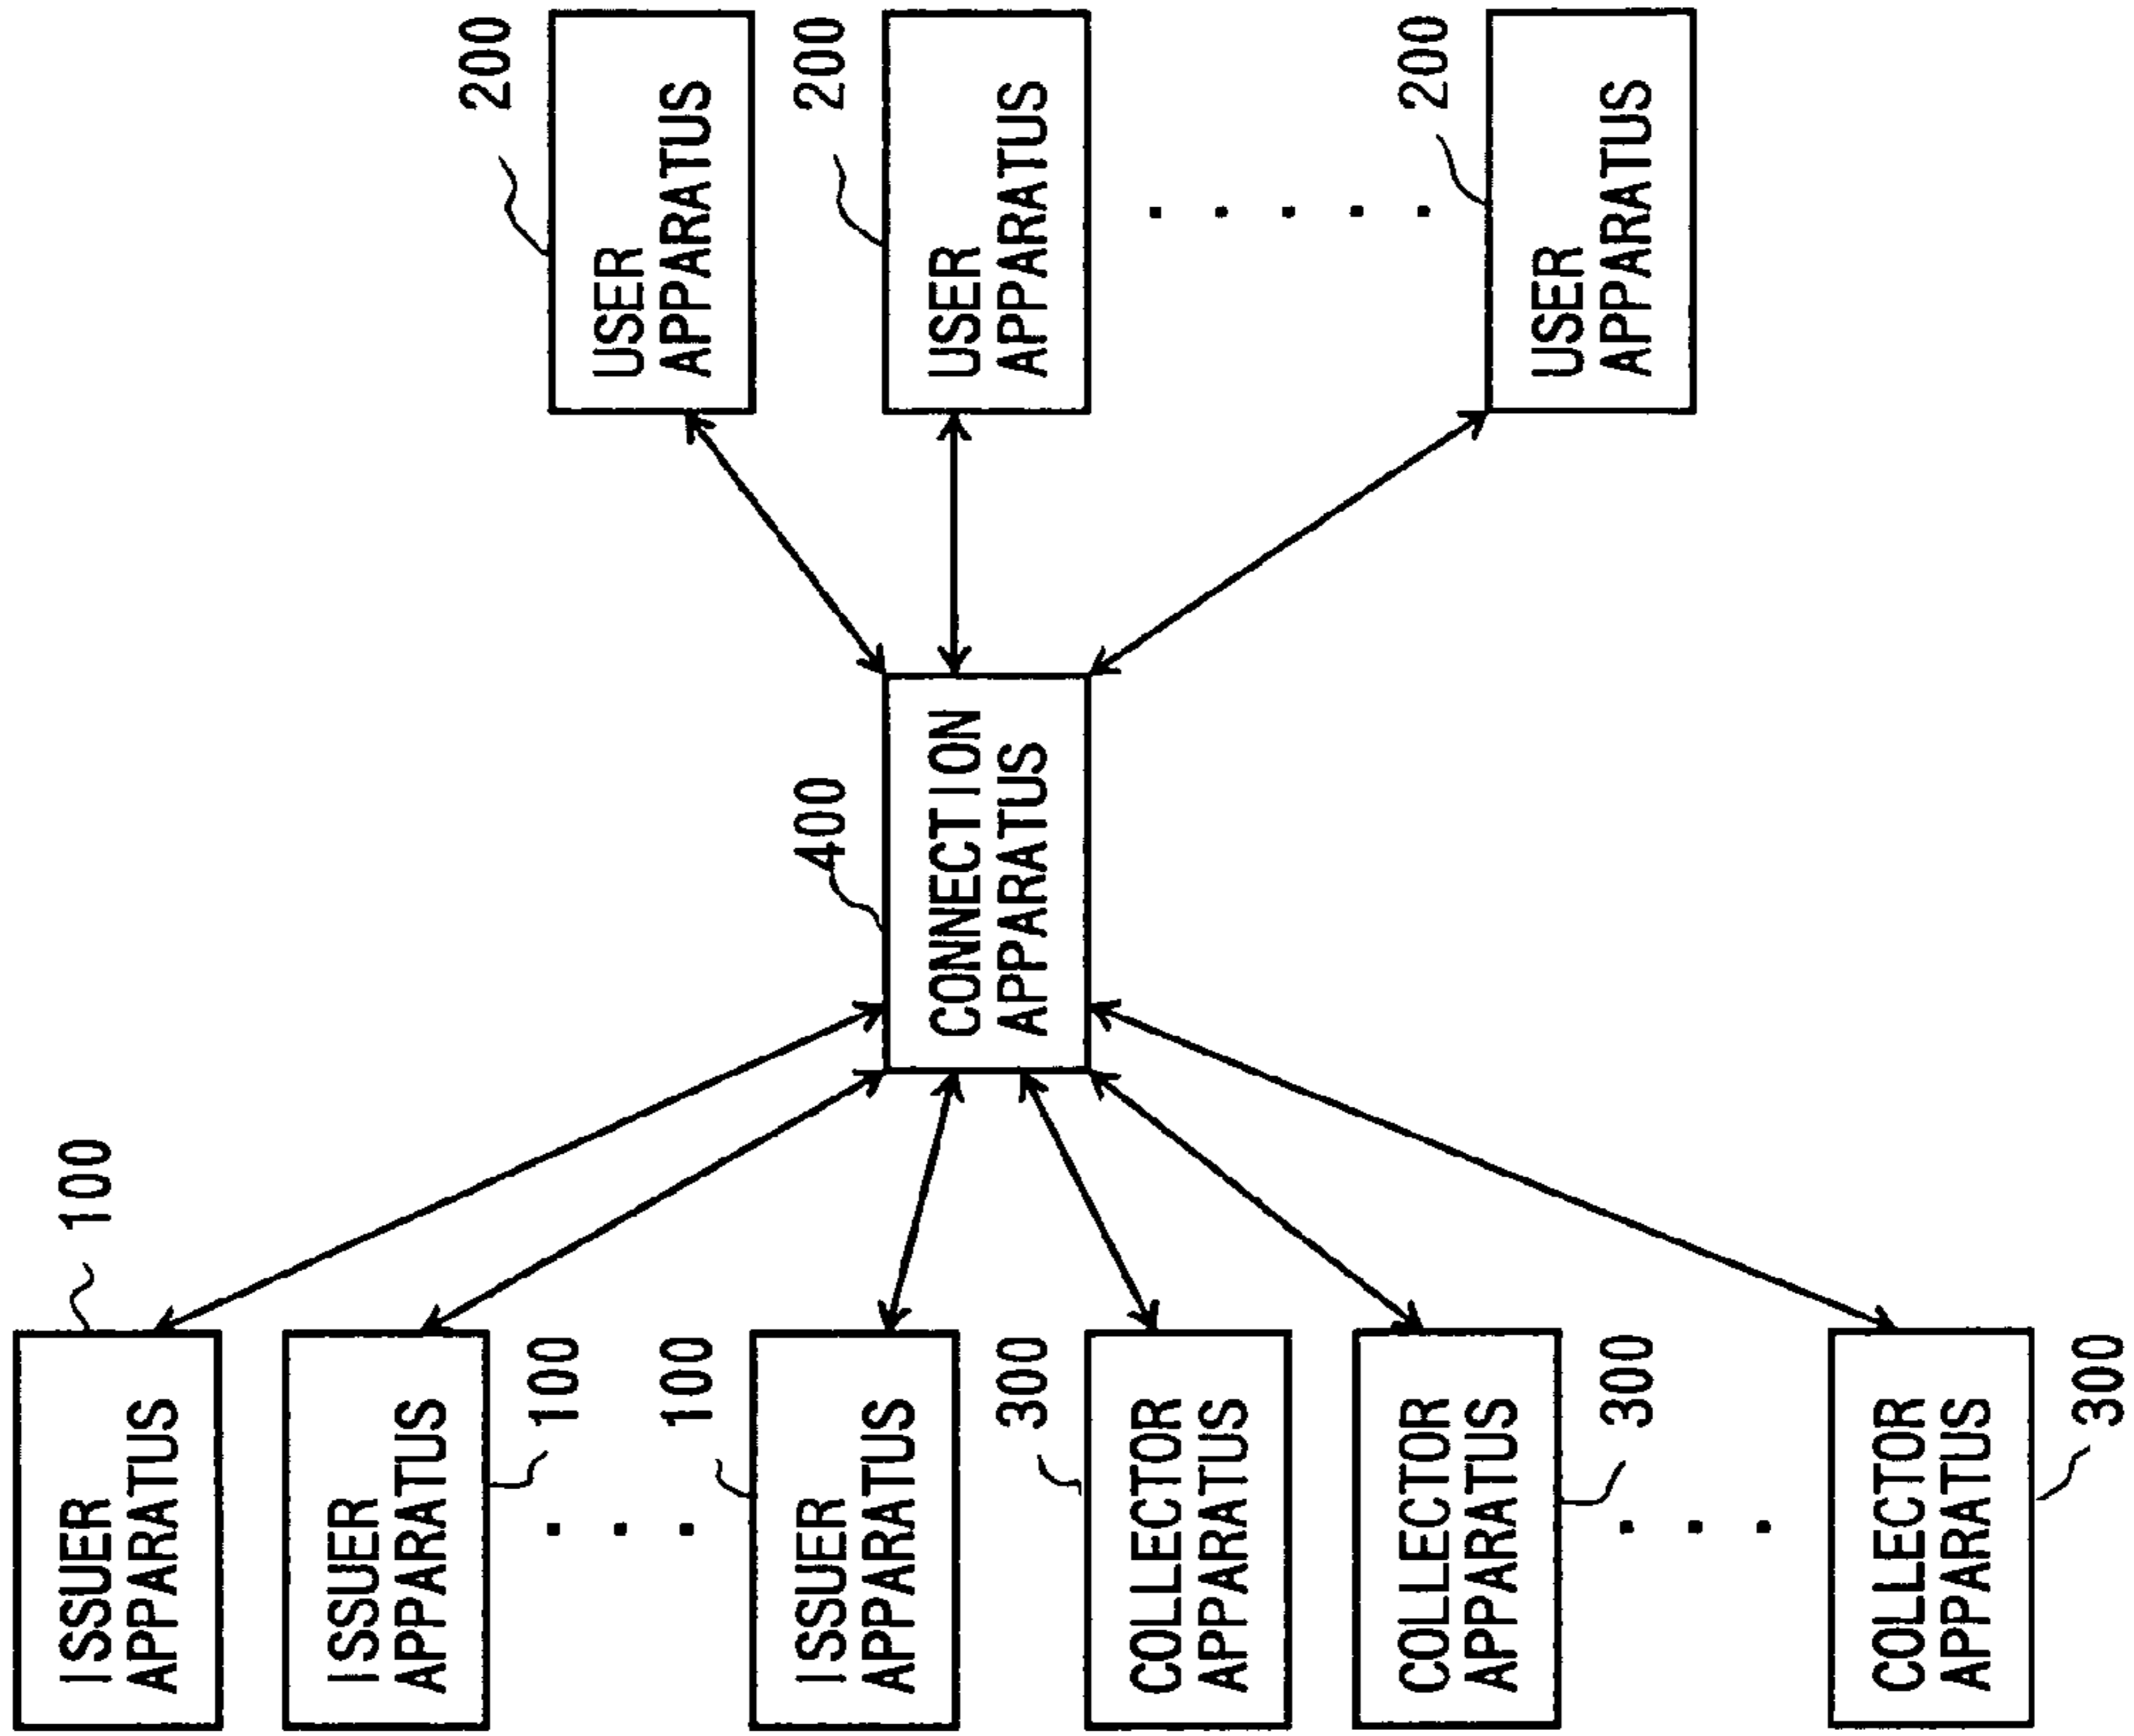 100
ISSUER
APPARATUS
ISSUER
APPARATUS
100
100
ISSUER
APPARATUS
300
COLLECTOR
APPARATUS
COLLECTOR
APPARATUS
300
COLLECTOR
APPARATUS
300
400
CONNECTION
APPARATUS
200
USER
APPARATUS
200
USER
APPARATUS
200
USER
APPARATUS